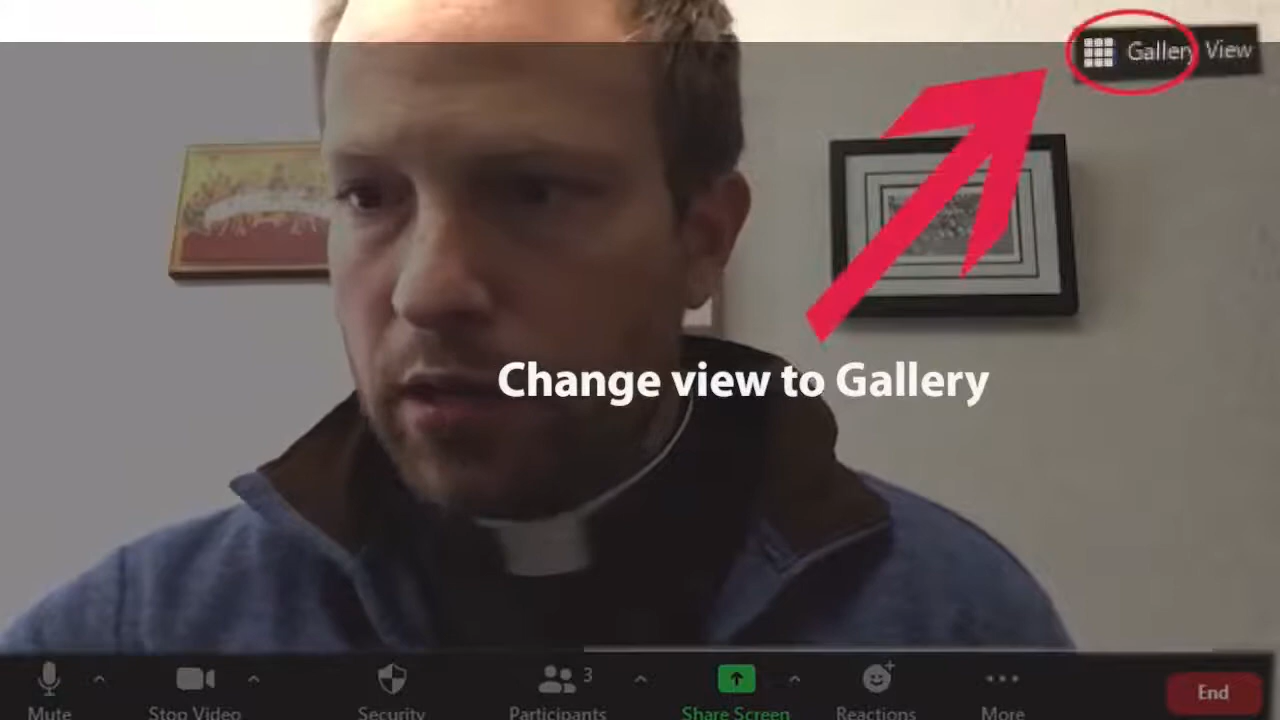 Gallery View
Change view to Gallery
3
Mute
Stop Video
Security
Participants
Share Screen
Reactions
More
End